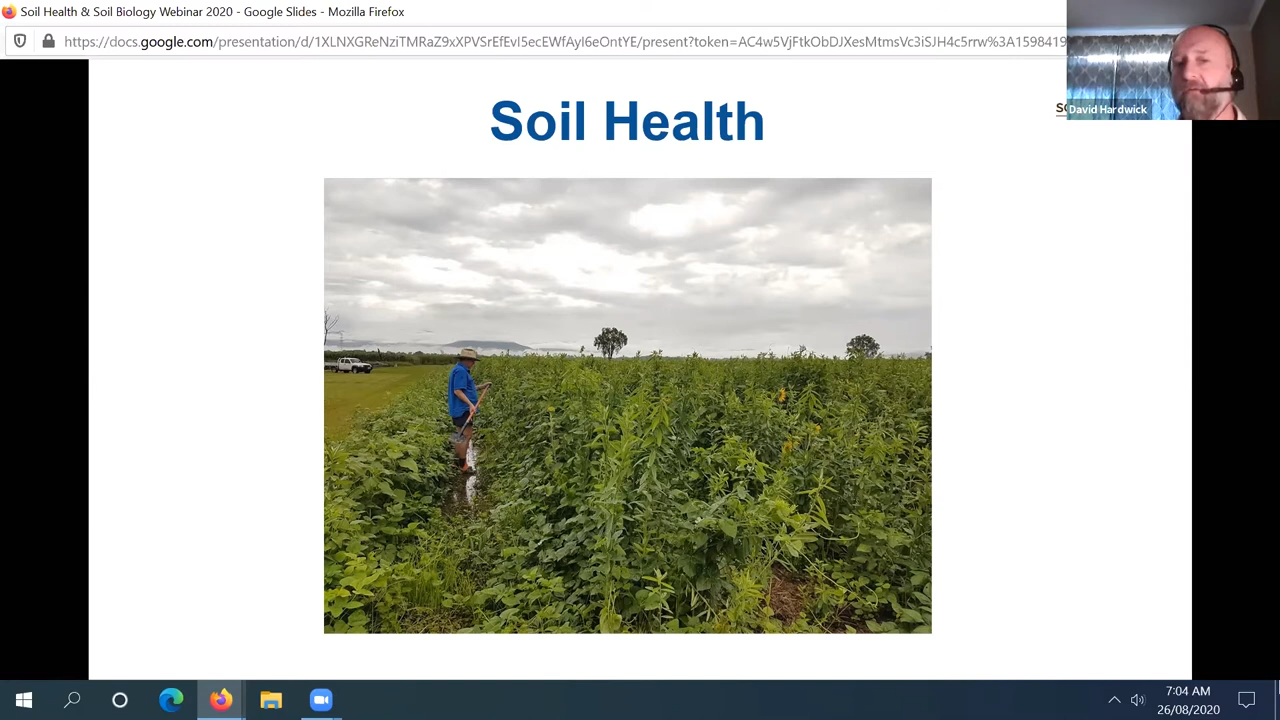 Soil Health & Soil Biology Webinar 2020 - Google Slides - Mozilla Firefox
https://docs.google.com/presentation/d/1XLNXGReNziTMRaZ9xXPVSrEfEvI5ecEWfAyI6eOntYE/present?token=AC4w5VjFtkObDJXesMtmsVc3iSJH4c5rrw%3A1598419
David Hardwick
Soil Health
7:04 AM
26/08/2020